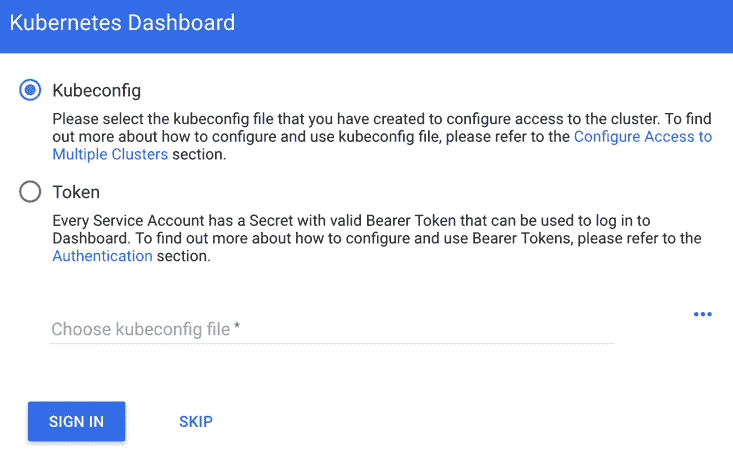 Kubernetes Dashboard
Kubeconfig
Please select the kubeconfig file that you have created to configure access to the cluster. To find
out more about how to configure and use kubeconfig file, please refer to the Configure Access to
Multiple Clusters section.
Token
Every Service Account has a Secret with valid Bearer Token that can be used to log in to
Dashboard. To find out more about how to configure and use Bearer Tokens, please refer to the
Authentication section.
Choose kubeconfig file *
SIGN IN SKIP